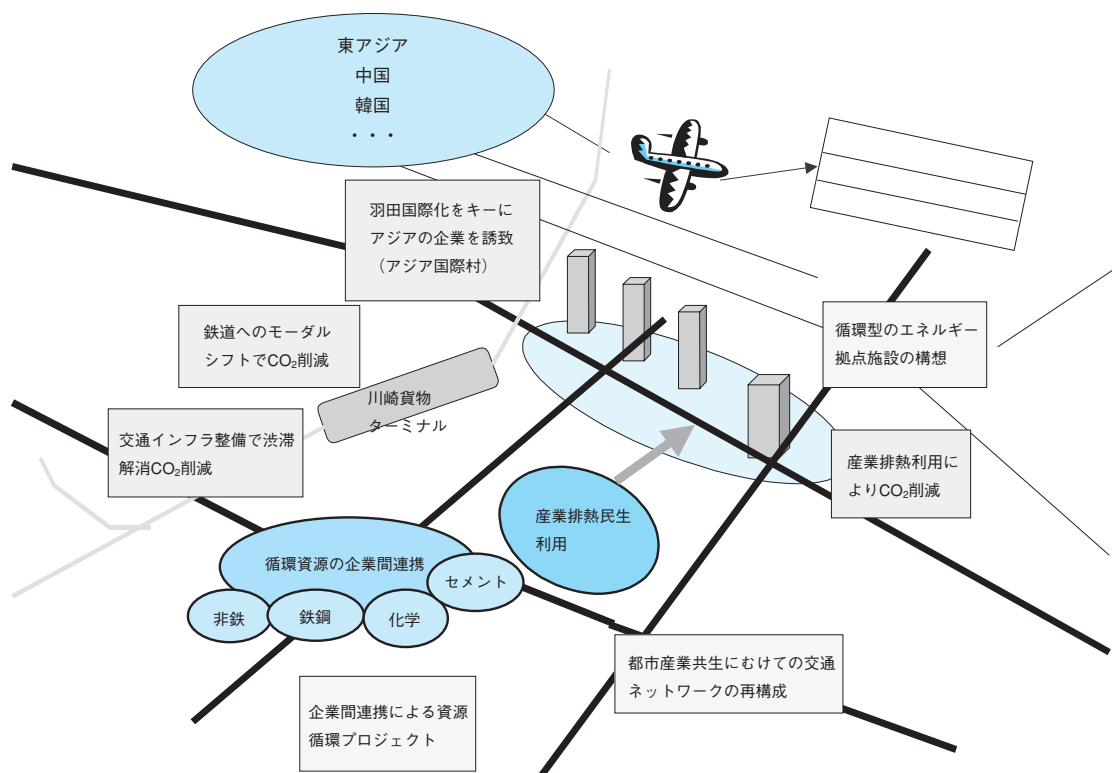 東アジア
中国
韓国
・・・
羽田国際化をキーに
アジアの企業を誘致
（アジア国際村）
鉄道へのモーダル
シフトでCO₂削減
循環型のエネルギー
拠点施設の構想
川崎貨物
ターミナル
交通インフラ整備で渋滞
解消CO₂削減
産業排熱利用に
よりCO₂削減
産業排熱民生
利用
循環資源の企業間連携
セメント
非鉄
鉄鋼
化学
都市産業共生にむけての交通
ネットワークの再構成
企業間連携による資源
循環プロジェクト